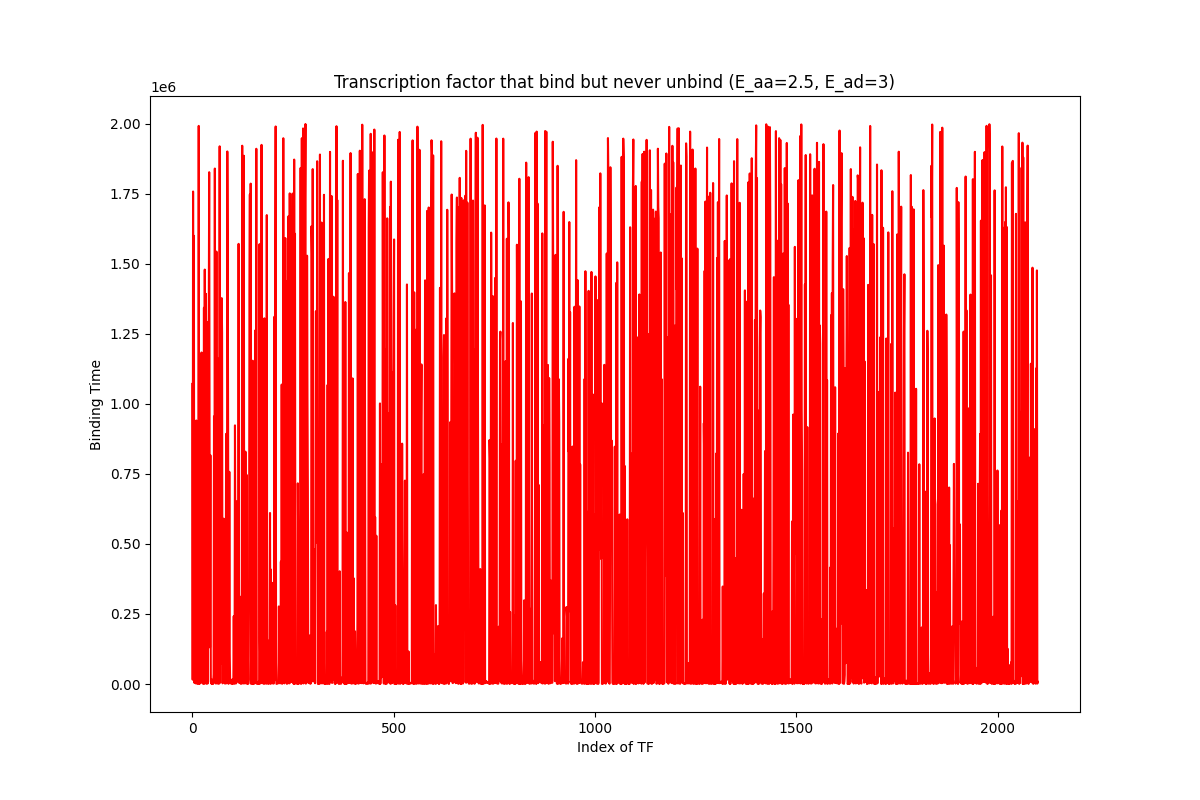 Transcription factor that bind but never unbind (E_aa=2.5, E_ad=3)
1e6
2.00
1.75
1.50
1.25
1.00
0.75
0.50
0.25
0.00
Binding Time
0 500 1000 1500 2000
Index of TF